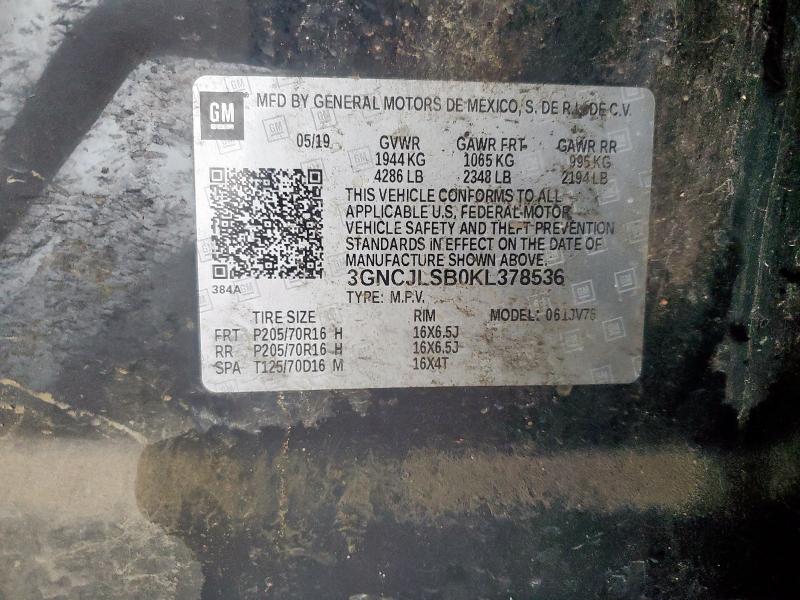 GM MFD BY GENERAL MOTORS DE MEXICO, S. DE R.L. DE C.V.
05/19 GVWR GAWR FRT GAWR RR
1944 KG 1065 KG 995 KG
4286 LB 2348 LB 2194 LB
THIS VEHICLE CONFORMS TO ALL
APPLICABLE U.S. FEDERAL MOTOR
VEHICLE SAFETY AND THEFT PREVENTION
STANDARDS IN EFFECT ON THE DATE OF
MANUFACTURE SHOWN ABOVE.
384A 3GNCJLSB0KL378536
TYPE: M.P.V.
TIRE SIZE RIM MODEL: 061JV76
FRT P205/70R16 H 16X6.5J
RR P205/70R16 H 16X6.5J
SPA T125/70D16 M 16X4T